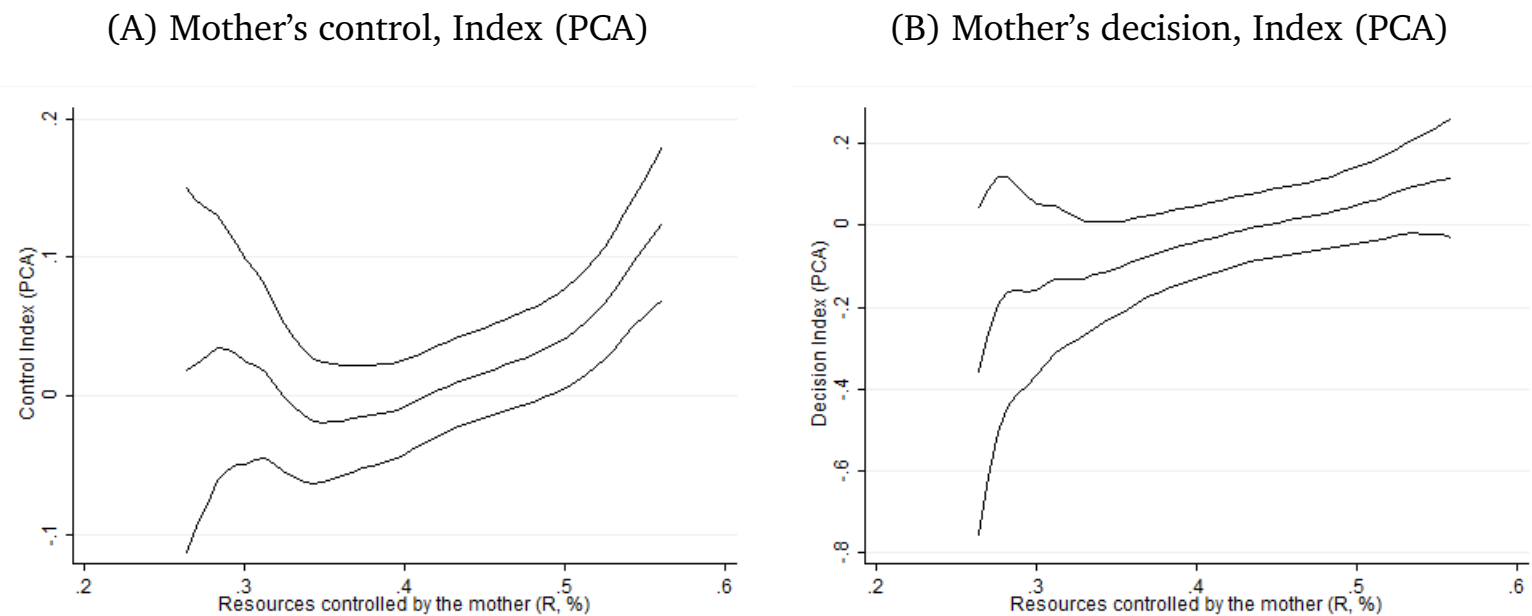 (A) Mother’s control, Index (PCA)
(B) Mother’s decision, Index (PCA)
Control Index (PCA)
.2
.1
0
-.1
.2 .3 .4 .5 .6
Resources controlled by the mother (R, %)
Decision Index (PCA)
.2
0
-.2
-.4
-.6
-.8
.2 .3 .4 .5 .6
Resources controlled by the mother (R, %)